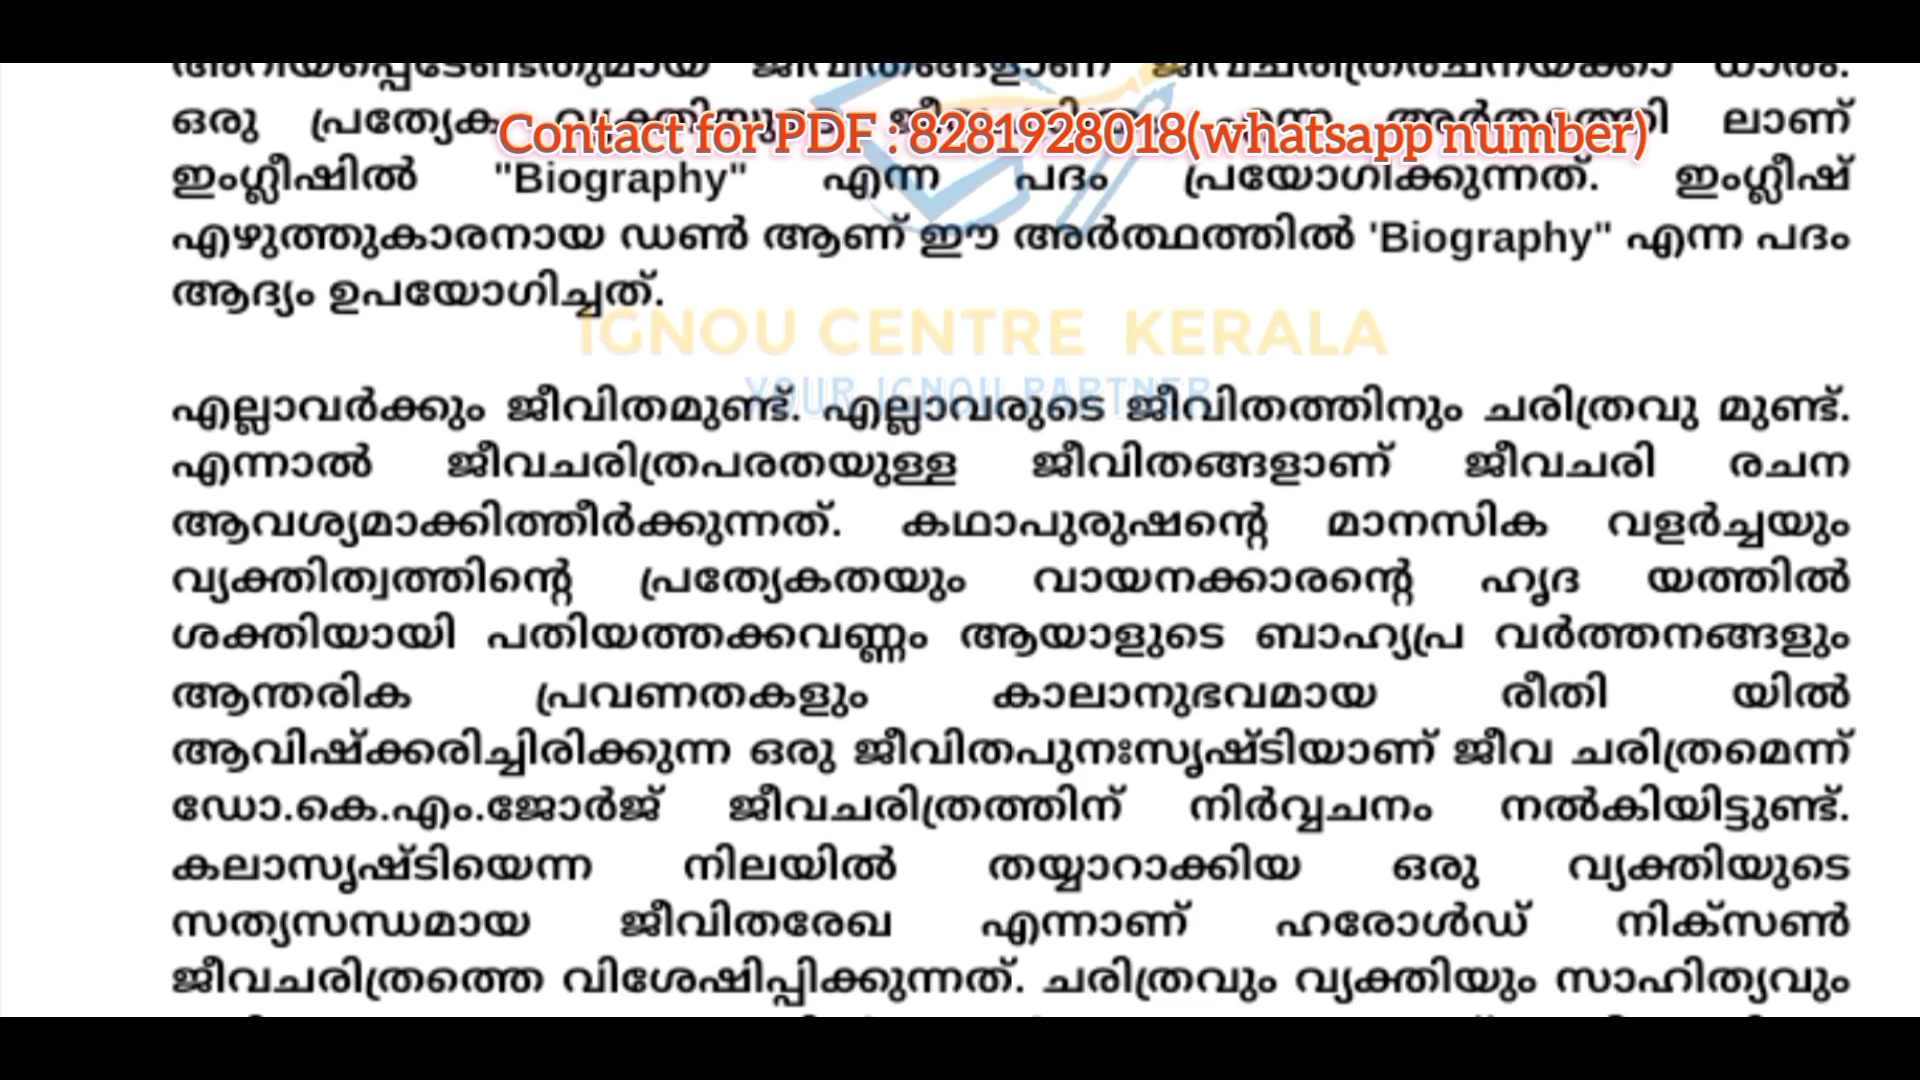 ഒരു പ്രത്യേക ലാണ്
Contact for PDF : 8281928018(whatsapp number)
ഇംഗ്ലീഷിൽ "Biography" എന്ന പദം പ്രയോഗിക്കുന്നത്. ഇംഗ്ലീഷ്
എഴുത്തുകാരനായ ഡൺ ആണ് ഈ അർത്ഥത്തിൽ 'Biography" എന്ന പദം
ആദ്യം ഉപയോഗിച്ചത്.
IGNOU CENTRE KERALA
YOUR IGNOU PARTNER
എല്ലാവർക്കും ജീവിതമുണ്ട്. എല്ലാവരുടെ ജീവിതത്തിനും ചരിത്രവു മുണ്ട്.
എന്നാൽ ജീവചരിത്രപരതയുള്ള ജീവിതങ്ങളാണ് ജീവചരി രചന
ആവശ്യമാക്കിത്തീർക്കുന്നത്. കഥാപുരുഷന്റെ മാനസിക വളർച്ചയും
വ്യക്തിത്വത്തിന്റെ പ്രത്യേകതയും വായനക്കാരന്റെ ഹൃദ യത്തിൽ
ശക്തിയായി പതിയത്തക്കവണ്ണം ആയാളുടെ ബാഹ്യപ്ര വർത്തനങ്ങളും
ആന്തരിക പ്രവണതകളും കാലാനുഭവമായ രീതി യിൽ
ആവിഷ്ക്കരിച്ചിരിക്കുന്ന ഒരു ജീവിതപുനഃസൃഷ്ടിയാണ് ജീവ ചരിത്രമെന്ന്
ഡോ.കെ.എം.ജോർജ് ജീവചരിത്രത്തിന് നിർവ്വചനം നൽകിയിട്ടുണ്ട്.
കലാസൃഷ്ടിയെന്ന നിലയിൽ തയ്യാറാക്കിയ ഒരു വ്യക്തിയുടെ
സത്യസന്ധമായ ജീവിതരേഖ എന്നാണ് ഹരോൾഡ് നിക്സൺ
ജീവചരിത്രത്തെ വിശേഷിപ്പിക്കുന്നത്. ചരിത്രവും വ്യക്തിയും സാഹിത്യവും